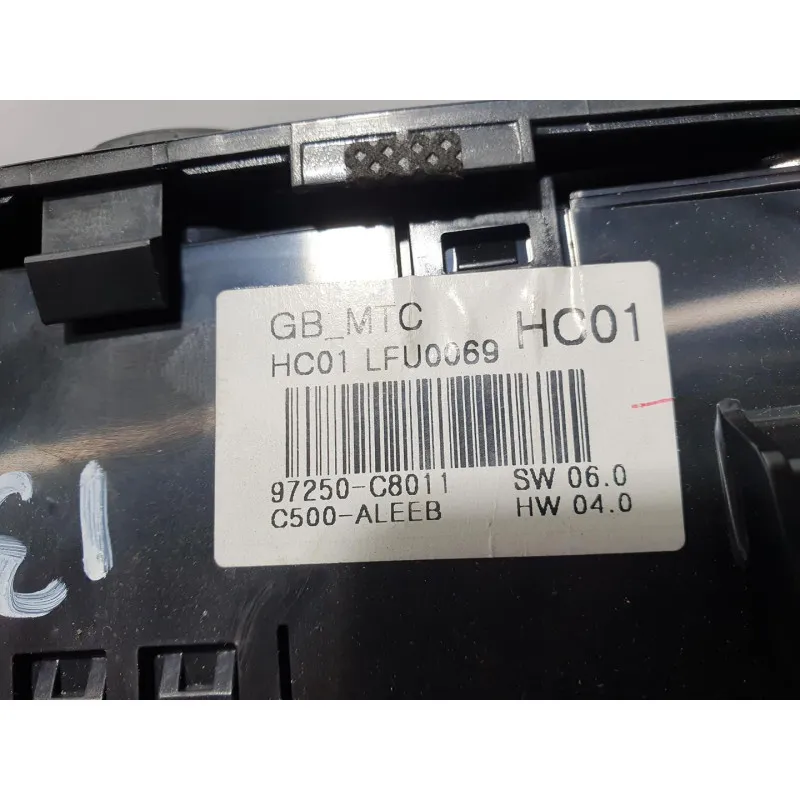 GB_MTC HC01
HC01 LFU0069
97250-C8011 SW 06.0
C500-ALEEB HW 04.0